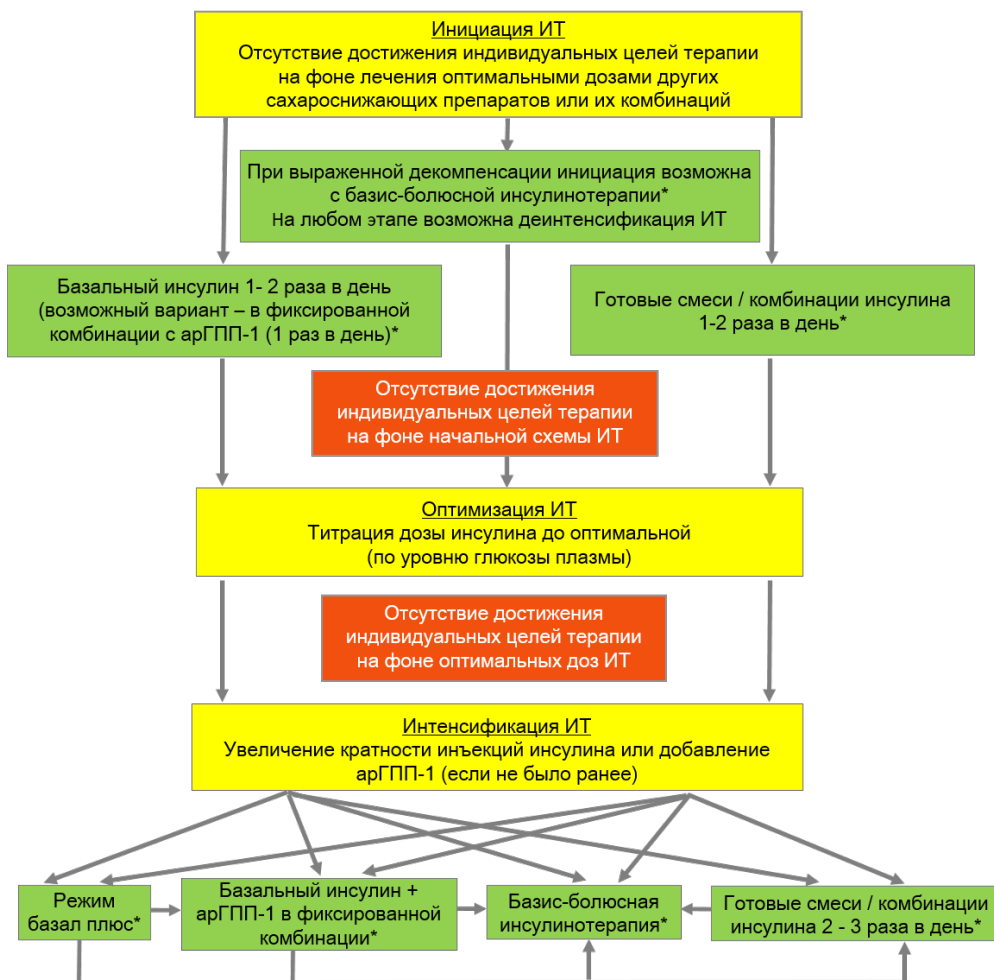 Инициация ИТ
Отсутствие достижения индивидуальных целей терапии
на фоне лечения оптимальными дозами других
сахароснижающих препаратов или их комбинаций
При выраженной декомпенсации инициация возможна
с базис-болюсной инсулинотерапии*
На любом этапе возможна деинтенсификация ИТ
Базальный инсулин 1- 2 раза в день
(возможный вариант – в фиксированной
комбинации с арГПП-1 (1 раз в день)*
Готовые смеси / комбинации инсулина
1-2 раза в день*
Отсутствие достижения
индивидуальных целей терапии
на фоне начальной схемы ИТ
Оптимизация ИТ
Титрация дозы инсулина до оптимальной
(по уровню глюкозы плазмы)
Отсутствие достижения
индивидуальных целей терапии
на фоне оптимальных доз ИТ
Интенсификация ИТ
Увеличение кратности инъекций инсулина или добавление
арГПП-1 (если не было ранее)
Режим
базал плюс*
Базальный инсулин +
арГПП-1 в фиксированной
комбинации*
Базис-болюсная
инсулинотерапия*
Готовые смеси / комбинации
инсулина 2 - 3 раза в день*